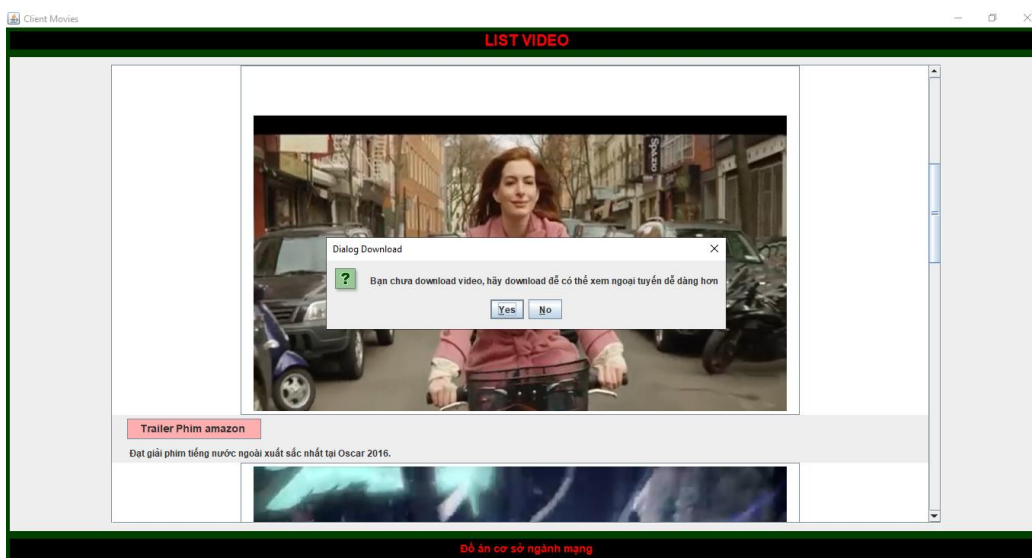 Client Movies
LIST VIDEO
Spazio
Dialog Download
Bạn chưa download video, hãy download để có thể xem ngoại tuyến dễ dàng hơn
Yes No
Trailer Phim amazon
Đạt giải phim tiếng nước ngoài xuất sắc nhất tại Oscar 2016.
Đồ án cơ sở ngành mạng